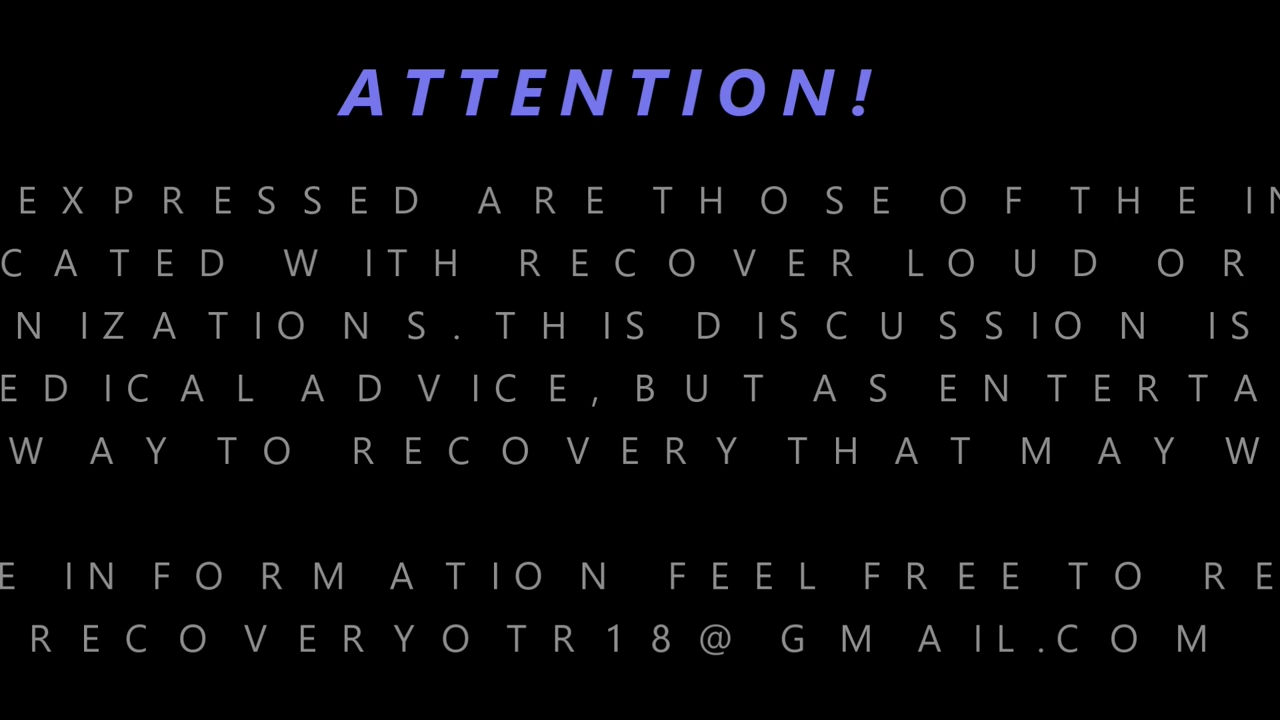 ATTENTION!
EXPRESSED ARE THOSE OF THE
CATED WITH RECOVER LOUD OR
NIZATIONS. THIS DISCUSSION IS
EDICAL ADVICE, BUT AS ENTERTA
WAY TO RECOVERY THAT MAY W
E INFORMATION FEEL FREE TO RE
RECOVERYOTR18@GMAIL.COM